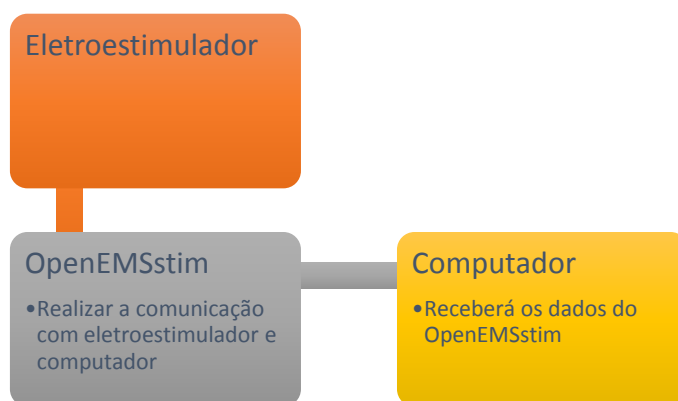 Eletroestimulador
OpenEMSstim
•Realizar a comunicação
com eletroestimulador e
computador
Computador
•Receberá os dados do
OpenEMSstim